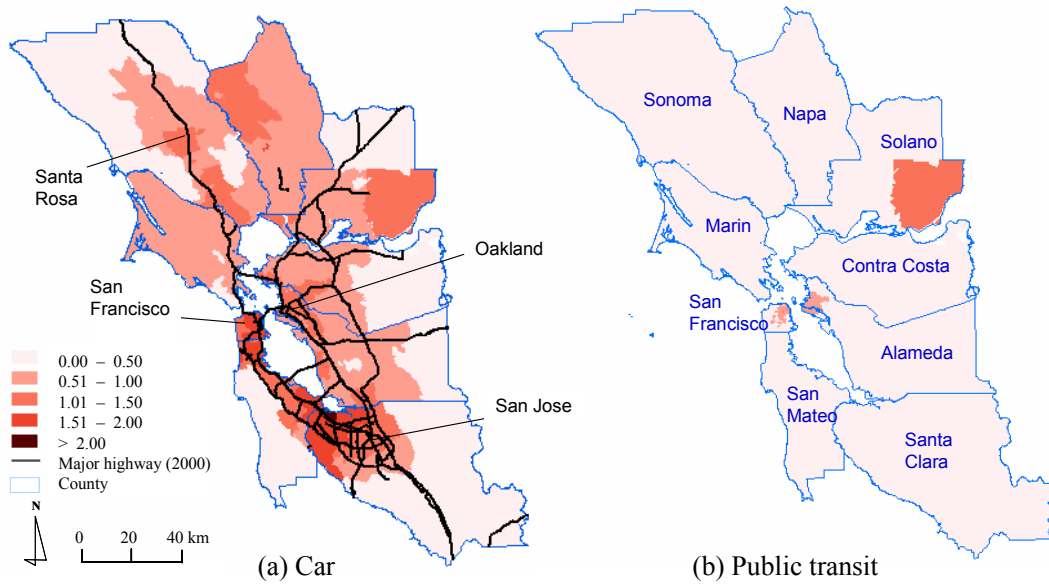 Santa
Rosa
San
Francisco
Oakland
San Jose
0.00 – 0.50
0.51 – 1.00
1.01 – 1.50
1.51 – 2.00
> 2.00
Major highway (2000)
County
N
0 20 40 km
(a) Car
Sonoma
Napa
Solano
Marin
Contra Costa
San
Francisco
Alameda
San
Mateo
Santa
Clara
(b) Public transit